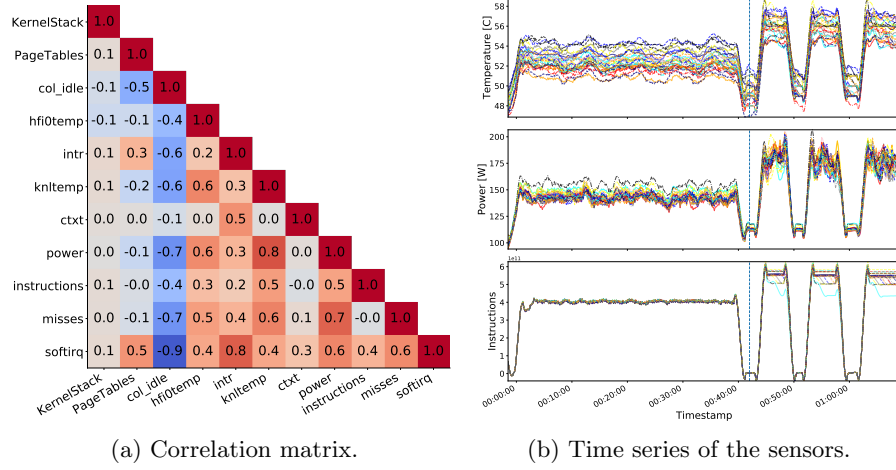 KernelStack 1.0
PageTables 0.1 1.0
col_idle -0.1 -0.5 1.0
hfi0temp -0.1 -0.1 -0.4 1.0
intr 0.1 0.3 -0.6 0.2 1.0
knltemp 0.1 -0.2 -0.6 0.6 0.3 1.0
ctxt 0.0 0.0 -0.1 0.0 0.5 0.0 1.0
power 0.0 -0.1 -0.7 0.6 0.3 0.8 0.0 1.0
instructions 0.1 -0.0 -0.4 0.3 0.2 0.5 -0.0 0.5 1.0
misses 0.0 -0.1 -0.7 0.5 0.4 0.6 0.1 0.7 -0.0 1.0
softirq 0.1 0.5 -0.9 0.4 0.8 0.4 0.3 0.6 0.4 0.6 1.0
KernelStack PageTables col_idle hfi0temp intr knltemp ctxt power instructions misses softirq
(a) Correlation matrix.
Temperature [C]
58
56
54
52
50
48
Power [W]
200
175
150
125
100
1e11
Instructions
6
5
4
3
2
1
0
00:00:00 00:10:00 00:20:00 00:30:00 00:40:00 00:50:00 01:00:00
Timestamp
(b) Time series of the sensors.